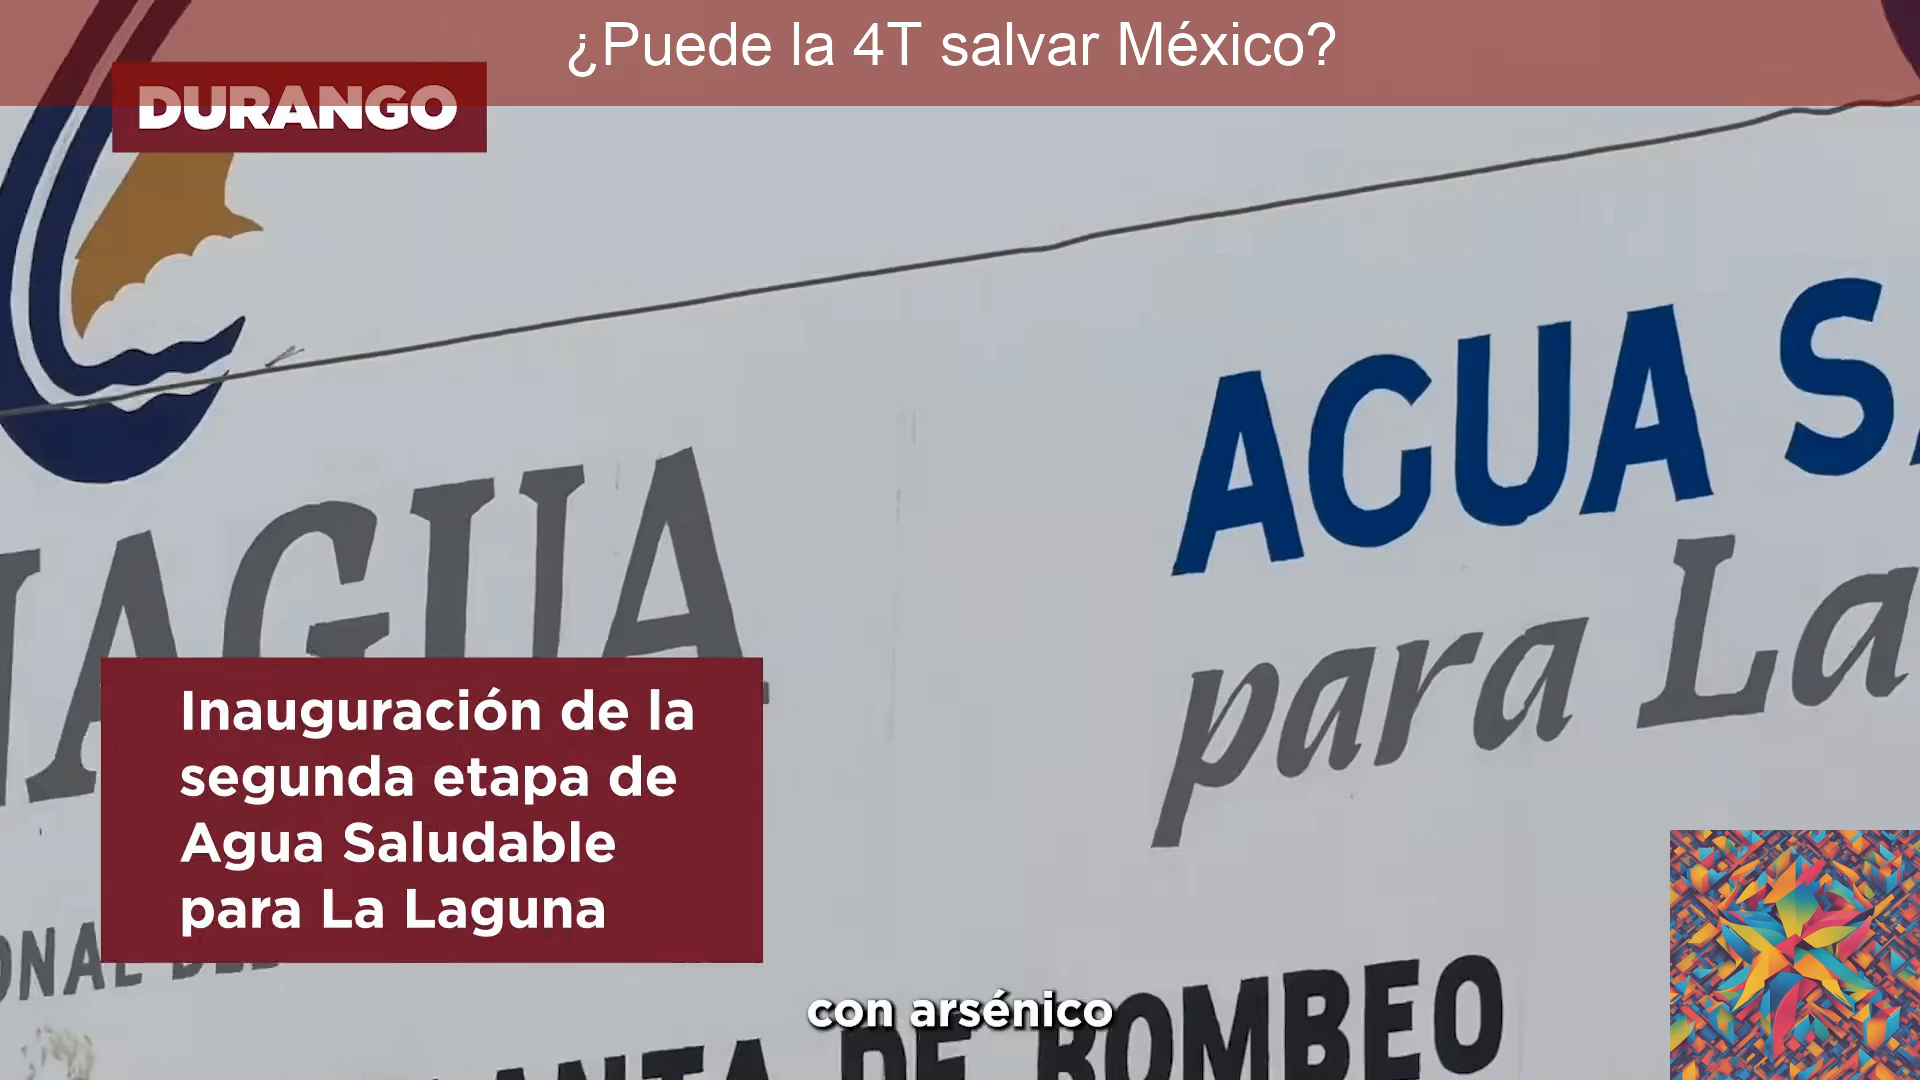 ¿Puede la 4T salvar México?
DURANGO
AGUA
para La
Inauguración de la
segunda etapa de
Agua Saludable
para La Laguna
con arsénico
DE BOMBEO